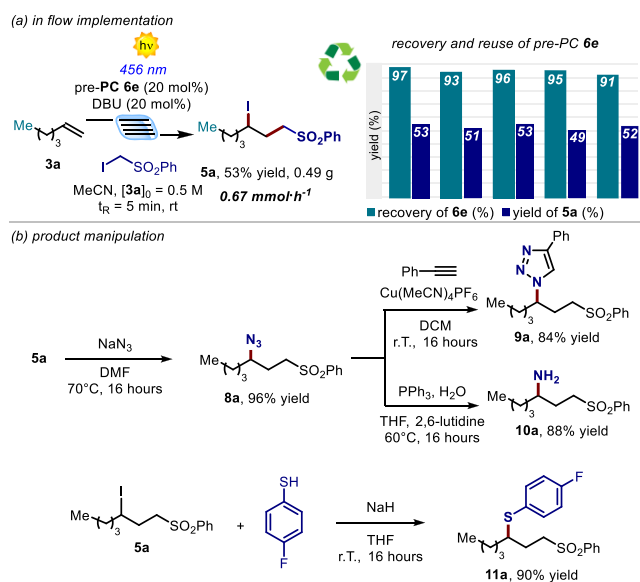 (a) in flow implementation
hν
456 nm
pre-PC 6e (20 mol%)
DBU (20 mol%)
Me
3
3a
I
SO2Ph
MeCN, [3a]0 = 0.5 M
tR = 5 min, rt
I
Me
3
SO2Ph
5a, 53% yield, 0.49 g
0.67 mmol·h-1
recovery and reuse of pre-PC 6e
yield (%)
97 53 93 51 96 53 95 49 91 52
recovery of 6e (%) yield of 5a (%)
(b) product manipulation
5a
NaN3
DMF
70°C, 16 hours
N3
Me
3
SO2Ph
8a, 96% yield
Ph
Cu(MeCN)4PF6
DCM
r.T., 16 hours
Ph
N
N
N
Me
3
SO2Ph
9a, 84% yield
PPh3, H2O
THF, 2,6-lutidine
60°C, 16 hours
NH2
Me
3
SO2Ph
10a, 88% yield
I
Me
3
SO2Ph
5a
+
SH
F
NaH
THF
r.T., 16 hours
F
S
Me
3
SO2Ph
11a, 90% yield